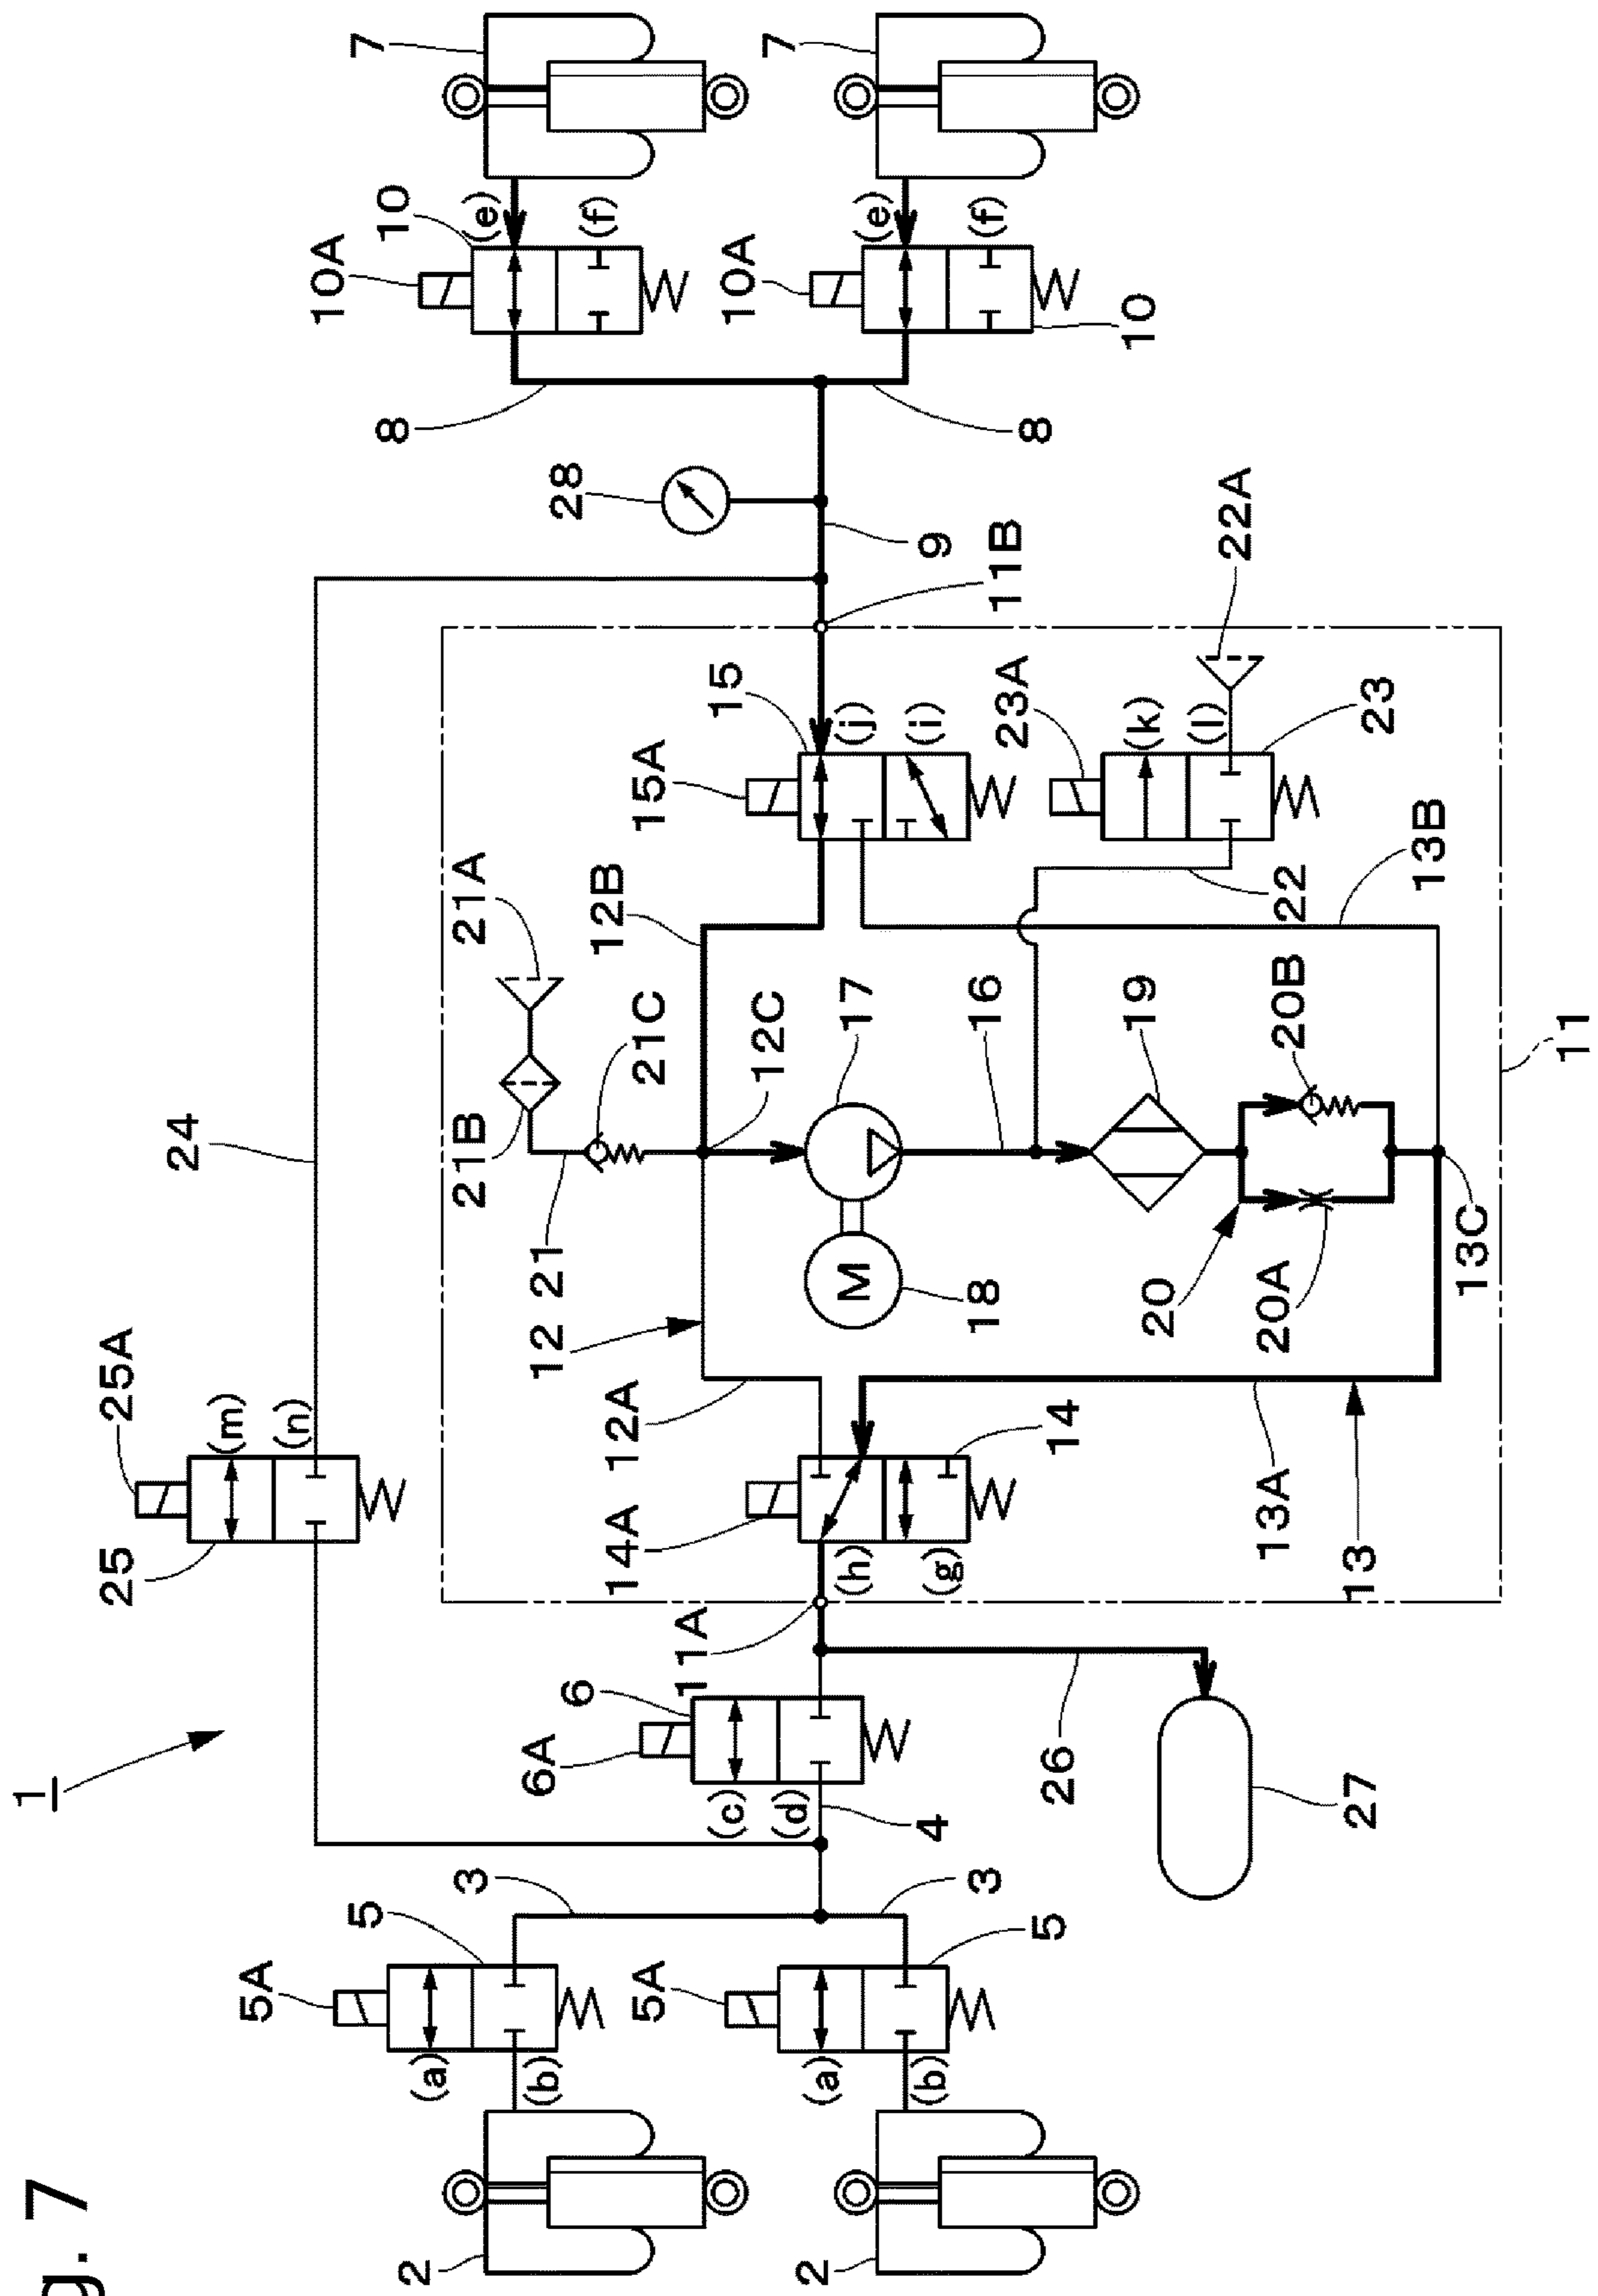 g. 7
1
25
25A
(m)
(n)
24
7
7
10
10A
(e)
(f)
10A
(e)
(f)
10
8
8
28
9
11B
22A
15
15A
(j)
(i)
23A
(k)
(l)
23
21A
12B
22
13B
21C
12C
17
16
19
20B
11
21B
21
12
18
20
20A
13C
12A
14
14A
(h)
(g)
13A
13
11A
6
6A
(c)
(d)
4
26
27
3
3
5
5A
(a)
(b)
5
5A
(a)
(b)
2
2
M